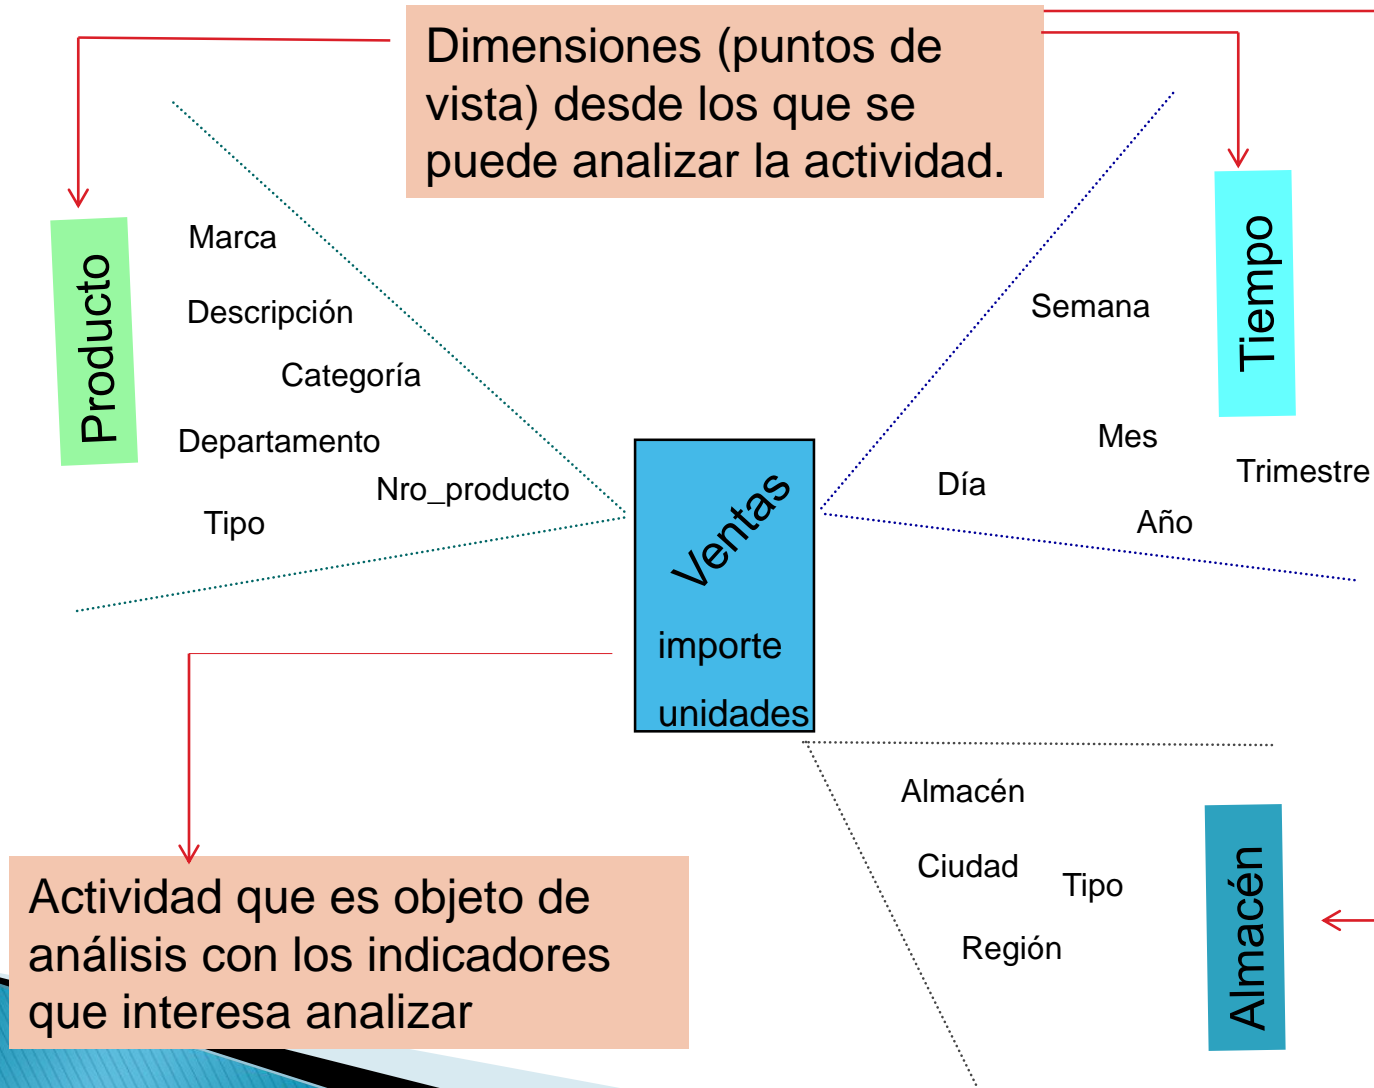 Dimensiones (puntos de
vista) desde los que se
puede analizar la actividad.
Producto
Marca
Descripción
Categoría
Departamento
Nro_producto
Tipo
Tiempo
Semana
Mes
Trimestre
Día
Año
Ventas
importe
unidades
Almacén
Ciudad
Tipo
Región
Almacén
Actividad que es objeto de
análisis con los indicadores
que interesa analizar